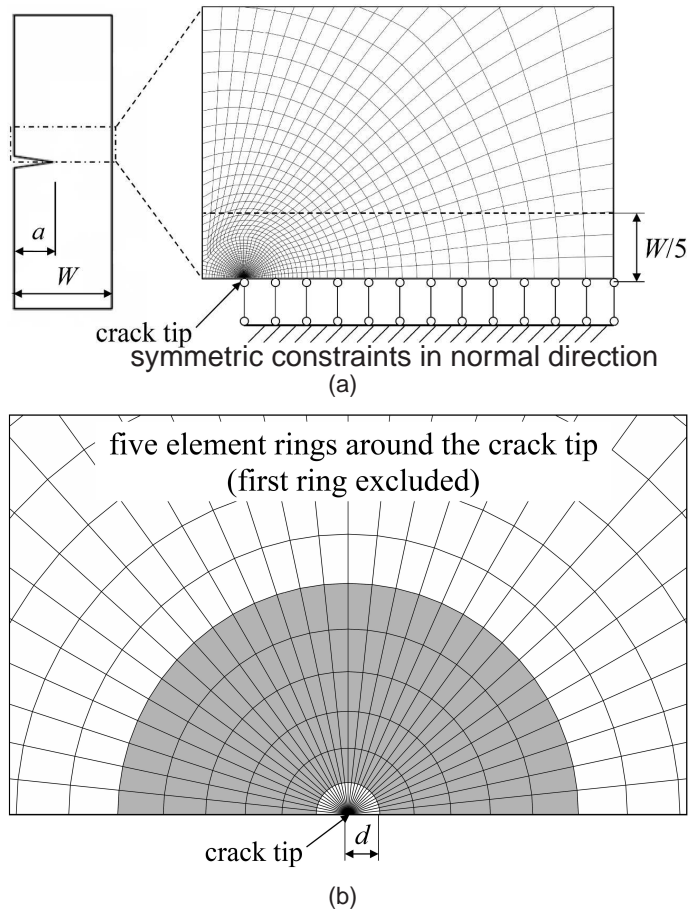 a
W
W/5
crack tip
symmetric constraints in normal direction
(a)
five element rings around the crack tip
(first ring excluded)
crack tip
d
(b)